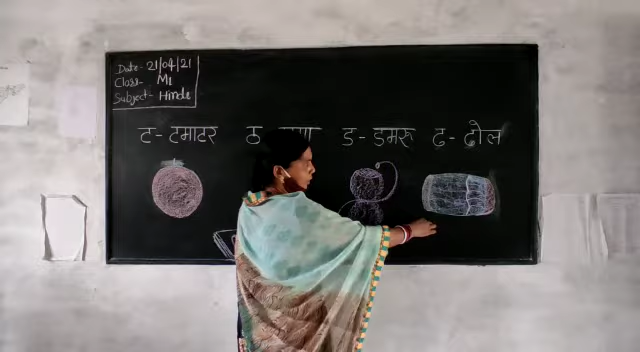 Date- 21/04/21
Class- M1
Subject- Hindi
ट- टमाटर ठ ड- डमरू ढ- ढोल